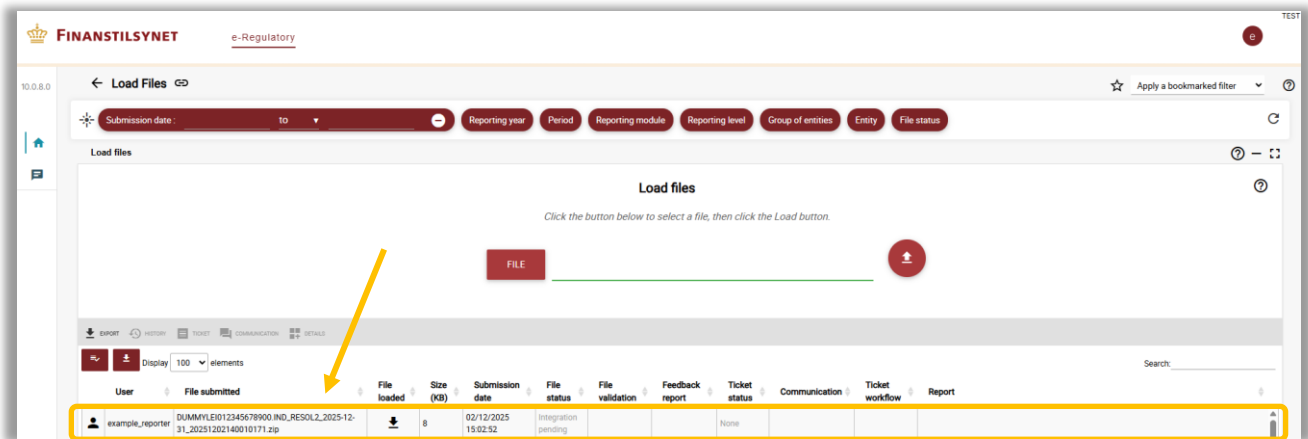 TEST
FINANSTILSYNET
e-Regulatory
e
10.0.8.0
Load Files
Apply a bookmarked filter
Submission date :
to
Reporting year
Period
Reporting module
Reporting level
Group of entities
Entity
File status
Load files
Load files
Click the button below to select a file, then click the Load button.
FILE
EXPORT
HISTORY
TICKET
COMMUNICATION
DETAILS
Display 100 elements
Search:
User
File submitted
File loaded
Size (KB)
Submission date
File status
File validation
Feedback report
Ticket status
Communication
Ticket workflow
Report
example_reporter
DUMMYLEI012345678900.IND_RESOL2_2025-12-
31_20251202140010171.zip
8
02/12/2025
15:02:52
Integration
pending
None